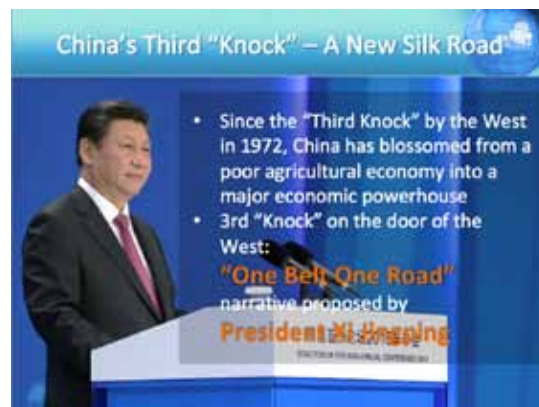 China's Third "Knock" – A New Silk Road
• Since the "Third Knock" by the West
in 1972, China has blossomed from a
poor agricultural economy into a
major economic powerhouse
• 3rd "Knock" on the door of the
West:
"One Belt One Road"
narrative proposed by
President Xi Jingping